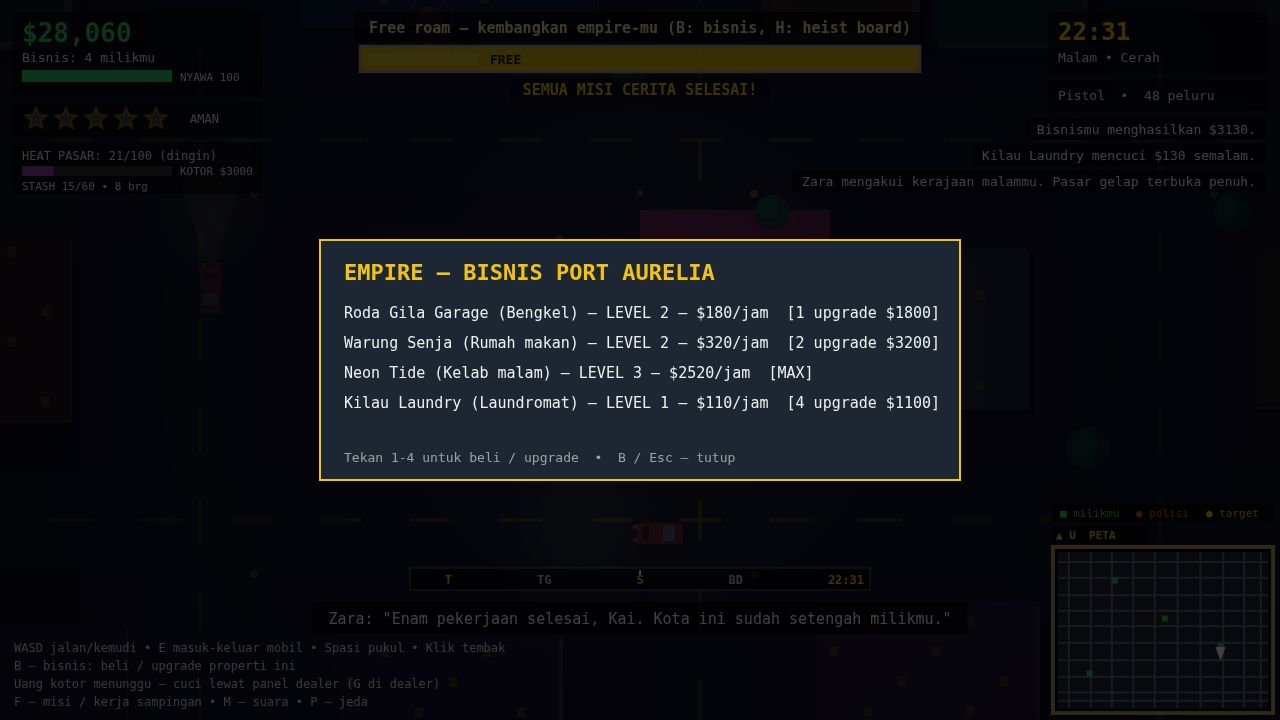 $28,060
Bisnis: 4 milikmu
NYAWA 100
AMAN
HEAT PASAR: 21/100 (dingin)
KOTOR $3000
STASH 15/60 • 8 brg
Free roam — kembangkan empire-mu (B: bisnis, H: heist board)
FREE
SEMUA MISI CERITA SELESAI!
22:31
Malam • Cerah
Pistol • 48 peluru
Bisnismu menghasilkan $3130.
Kilau Laundry mencuci $130 semalam.
Zara mengakui kerajaan malammu. Pasar gelap terbuka penuh.
EMPIRE — BISNIS PORT AURELIA
Roda Gila Garage (Bengkel) — LEVEL 2 — $180/jam [1 upgrade $1800]
Warung Senja (Rumah makan) — LEVEL 2 — $320/jam [2 upgrade $3200]
Neon Tide (Kelab malam) — LEVEL 3 — $2520/jam [MAX]
Kilau Laundry (Laundromat) — LEVEL 1 — $110/jam [4 upgrade $1100]
Tekan 1-4 untuk beli / upgrade • B / Esc — tutup
■ milikmu ● polisi ● target
▲ U PETA
T TG S BD 22:31
Zara: "Enam pekerjaan selesai, Kai. Kota ini sudah setengah milikmu."
WASD jalan/kemudi • E masuk-keluar mobil • Spasi pukul • Klik tembak
B — bisnis: beli / upgrade properti ini
Uang kotor menunggu — cuci lewat panel dealer (G di dealer)
F — misi / kerja sampingan • M — suara • P — jeda